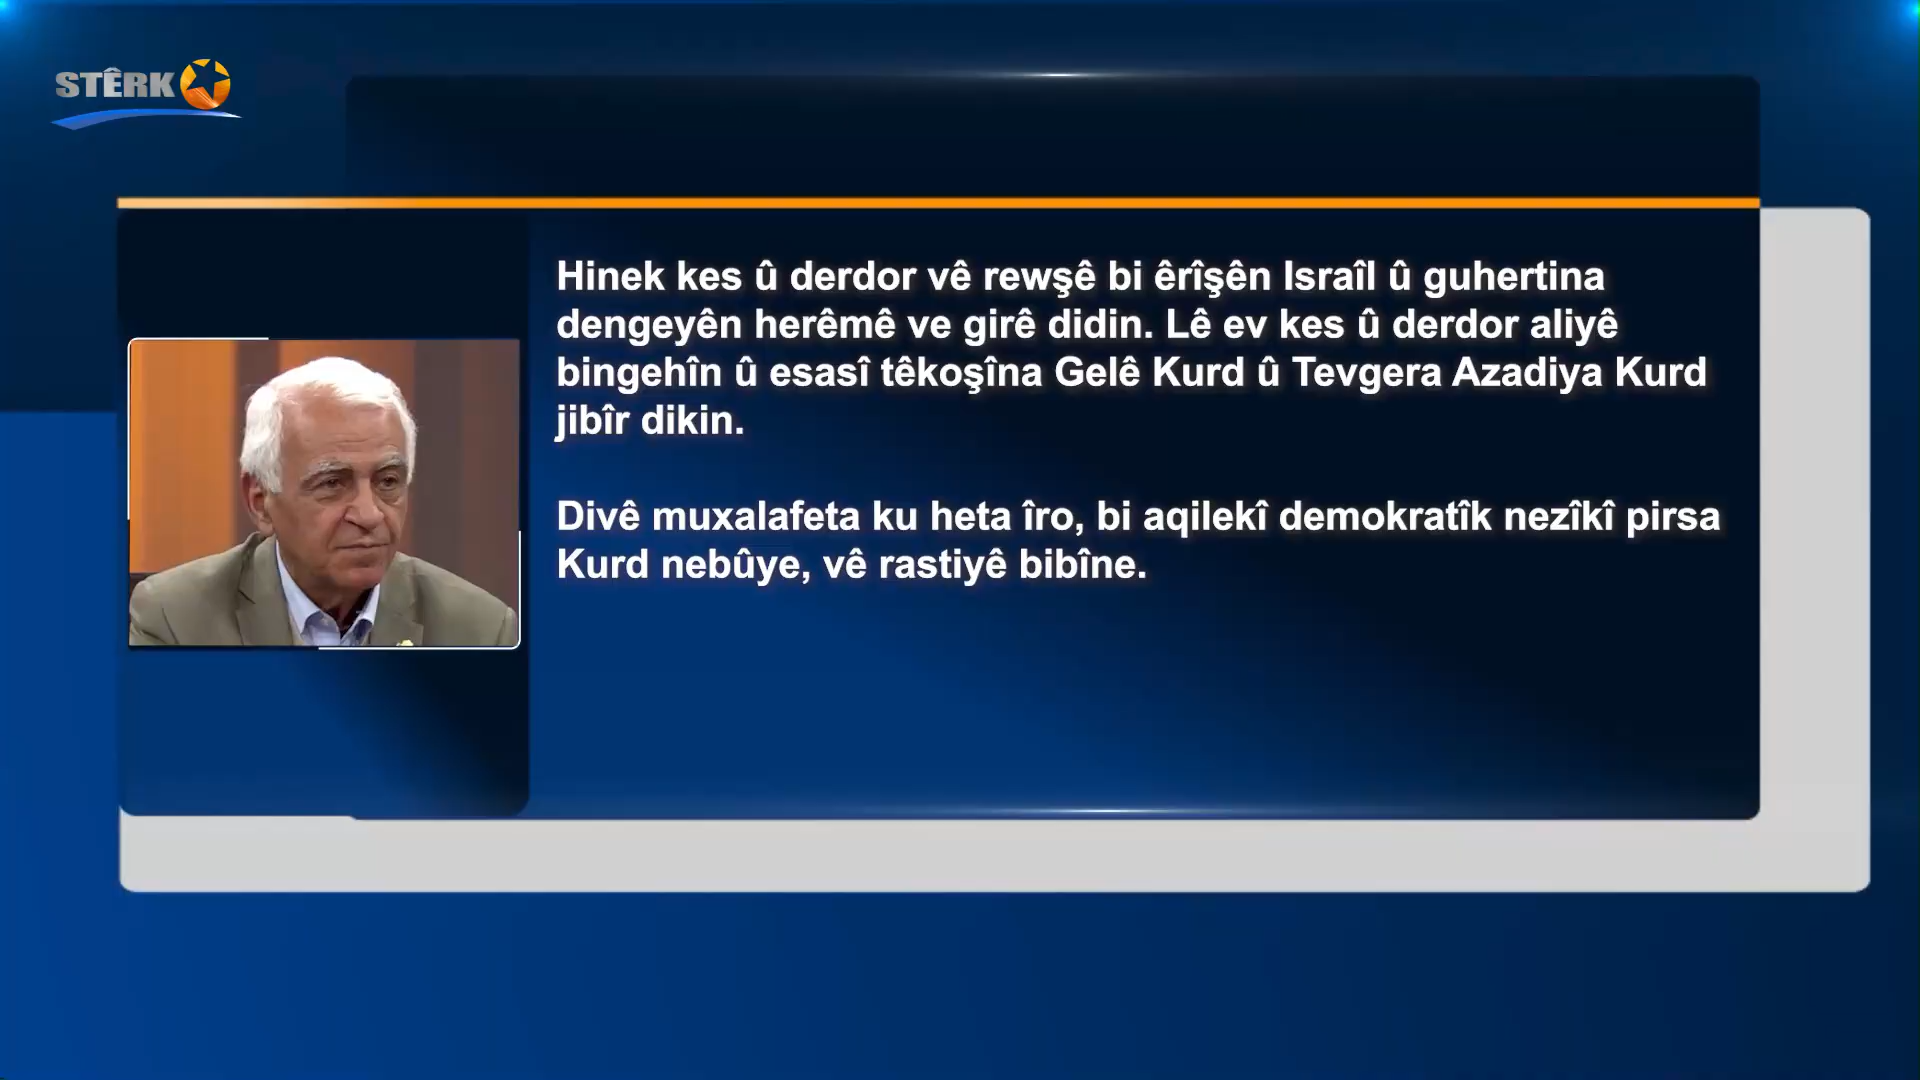 STÊRK
Hinek kes û derdor vê rewşê bi êrîşên Israîl û guhertina
dengeyên herêmê ve girê didin. Lê ev kes û derdor aliyê
bingehîn û esasî têkoşîna Gelê Kurd û Tevgera Azadiya Kurd
jibîr dikin.
Divê muxalafeta ku heta îro, bi aqilekî demokratîk nezîkî pirsa
Kurd nebûye, vê rastiyê bibîne.